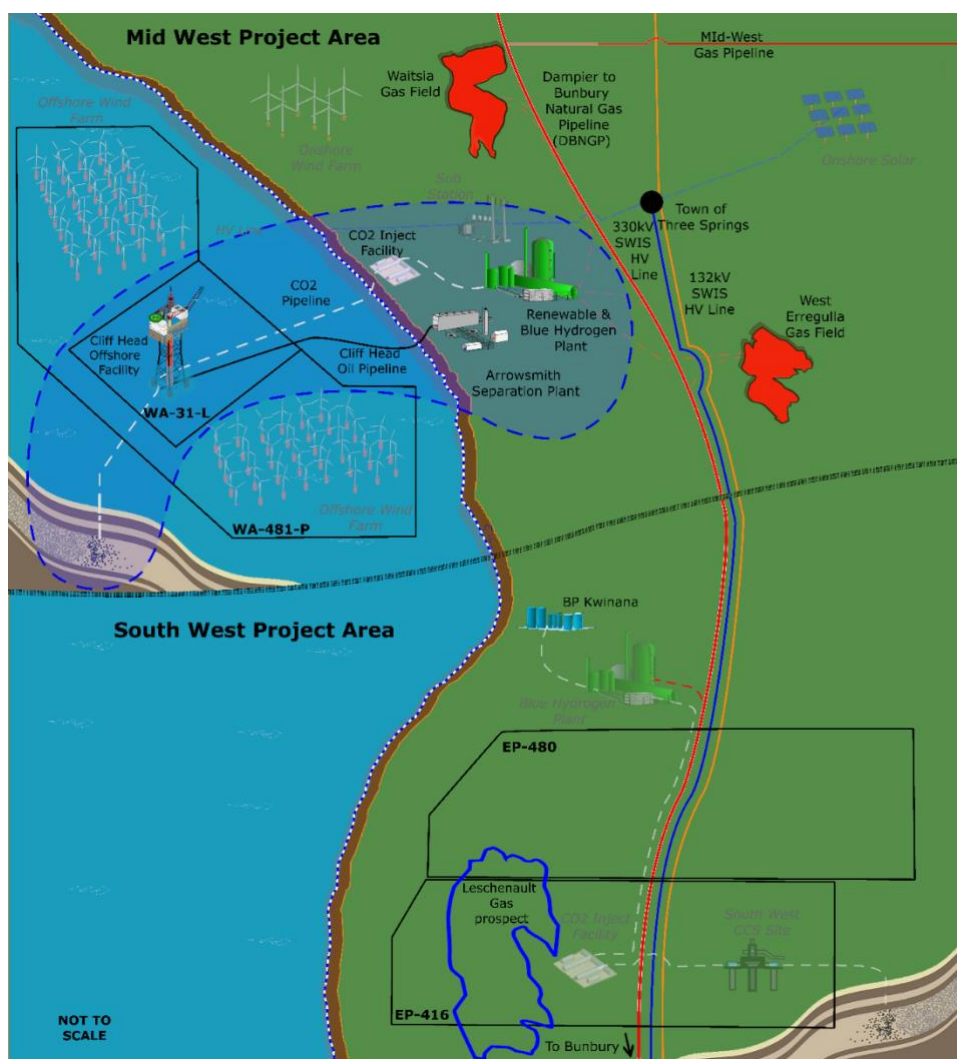 Mid West Project Area
MId-West
Gas Pipeline
Waitsia
Gas Field
Dampier to
Bunbury
Natural Gas
Pipeline
(DBNGP)
Offshore Wind
Farm
Onshore
Wind Farm
Onshore Solar
Sub
Station
Town of
Three Springs
HV Line
CO2 Inject
Facility
330kV
SWIS
HV
Line
132kV
SWIS
HV Line
CO2
Pipeline
West
Erregulla
Gas Field
Renewable &
Blue Hydrogen
Plant
Cliff Head
Offshore
Facility
Cliff Head
Oil Pipeline
Arrowsmith
Separation Plant
WA-31-L
Offshore Wind
Farm
WA-481-P
South West Project Area
BP Kwinana
Blue Hydrogen
Plant
EP-480
Leschenault
Gas
prospect
CO2 Inject
Facility
South West
CCS Site
EP-416
NOT TO
SCALE
To Bunbury